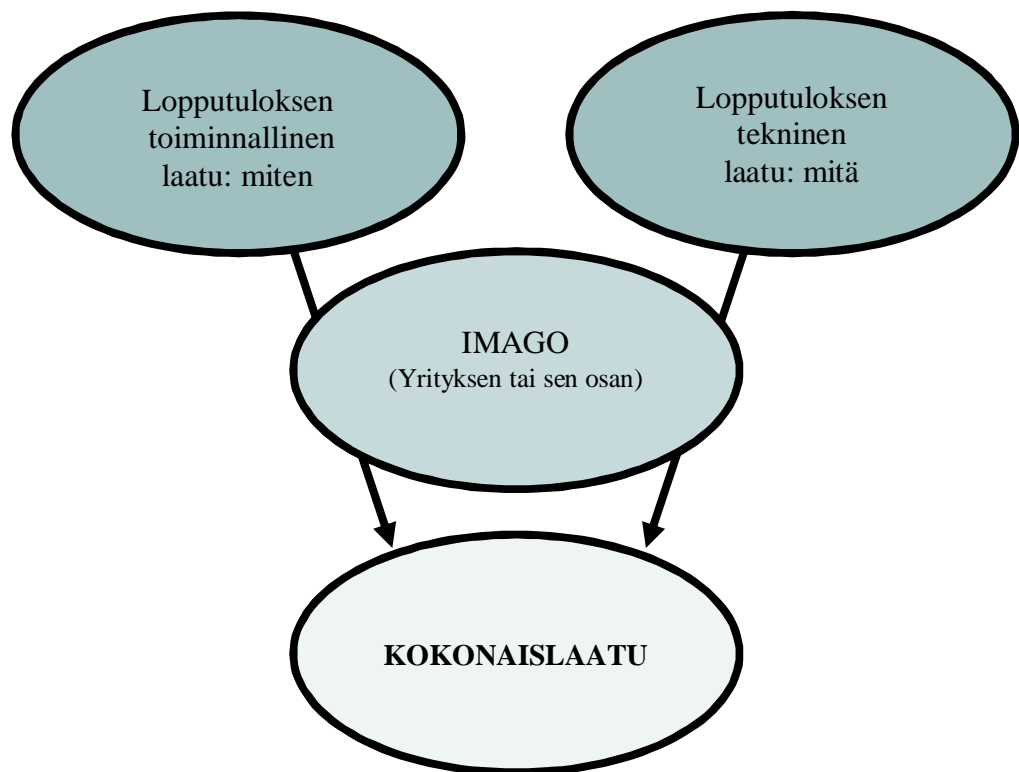 Lopputuloksen
toiminnallinen
laatu: miten
Lopputuloksen
tekninen
laatu: mitä
IMAGO
(Yrityksen tai sen osan)
KOKONAISLAATU